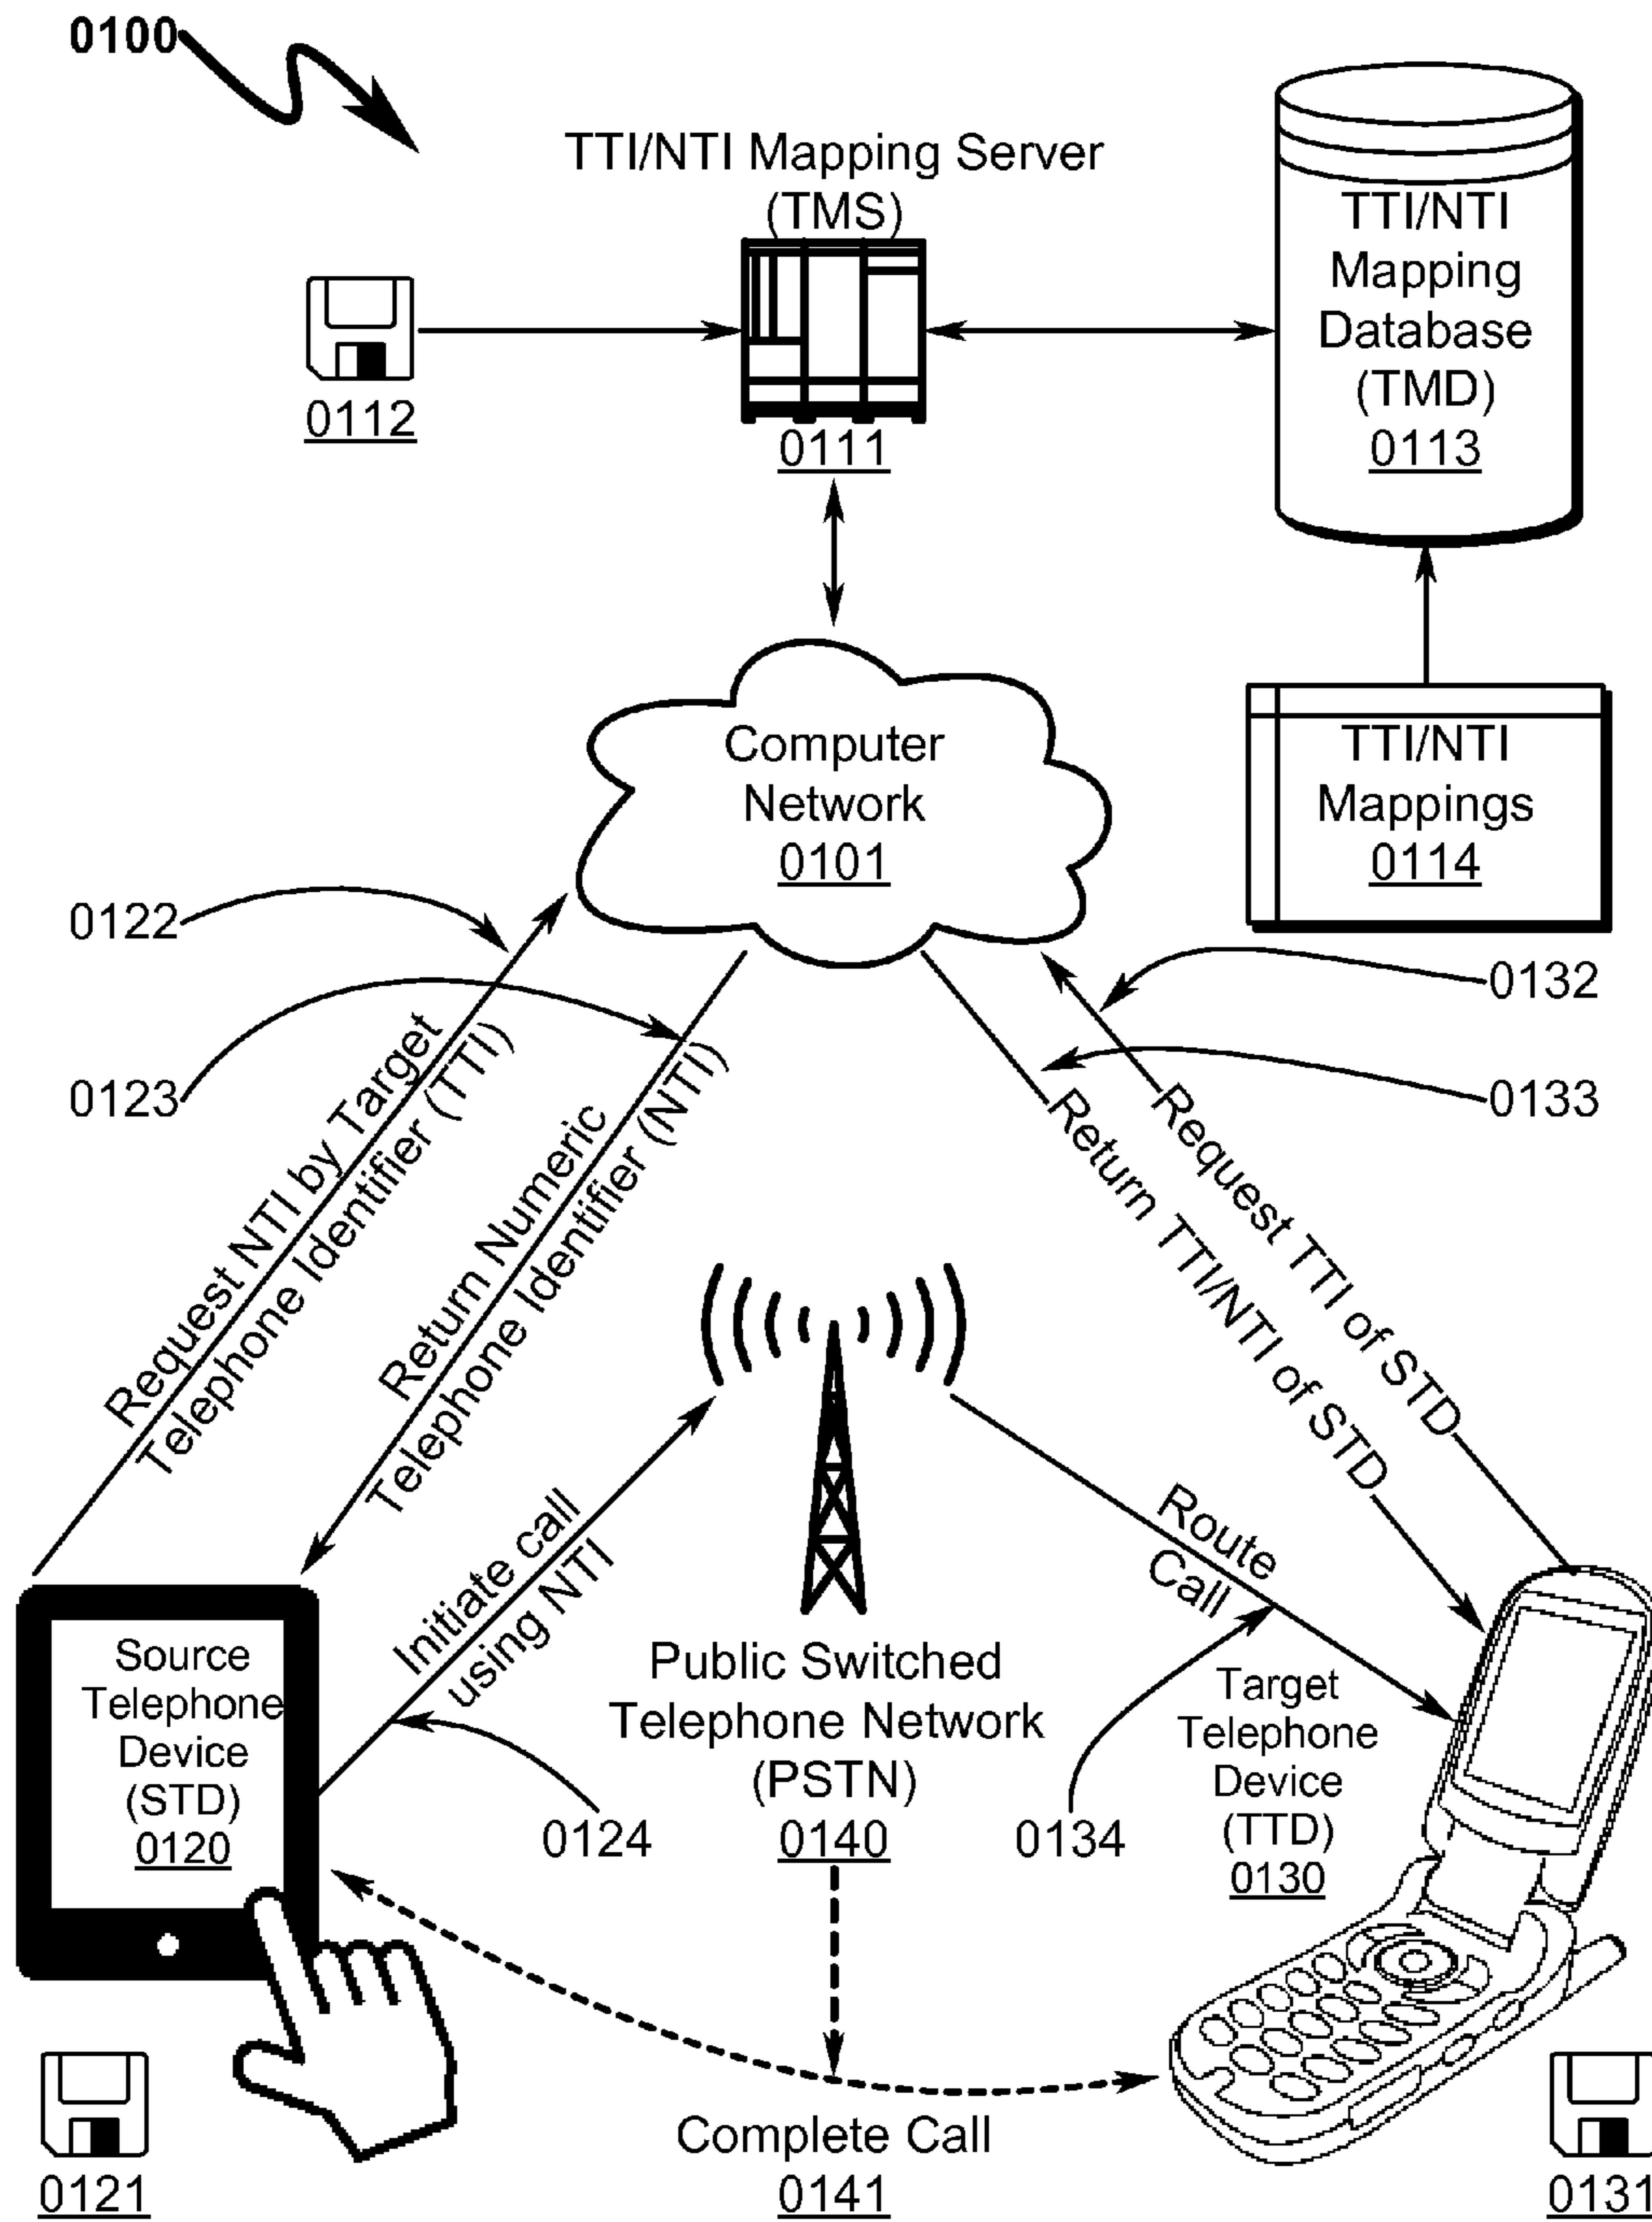 0100
TTI/NTI Mapping Server
(TMS)
0112
0111
TTI/NTI
Mapping
Database
(TMD)
0113
Computer
Network
0101
TTI/NTI
Mappings
0114
0122
0123
0132
0133
Request NTI by Target
Telephone Identifier (TTI)
Return Numeric
Telephone Identifier (NTI)
Return TTI/NTI of STD
Request TTI of STD
Initiate call
using NTI
Route
Call
Source
Telephone
Device
(STD)
0120
0124
Public Switched
Telephone Network
(PSTN)
0140
0134
Target
Telephone
Device
(TTD)
0130
Complete Call
0141
0121
0131